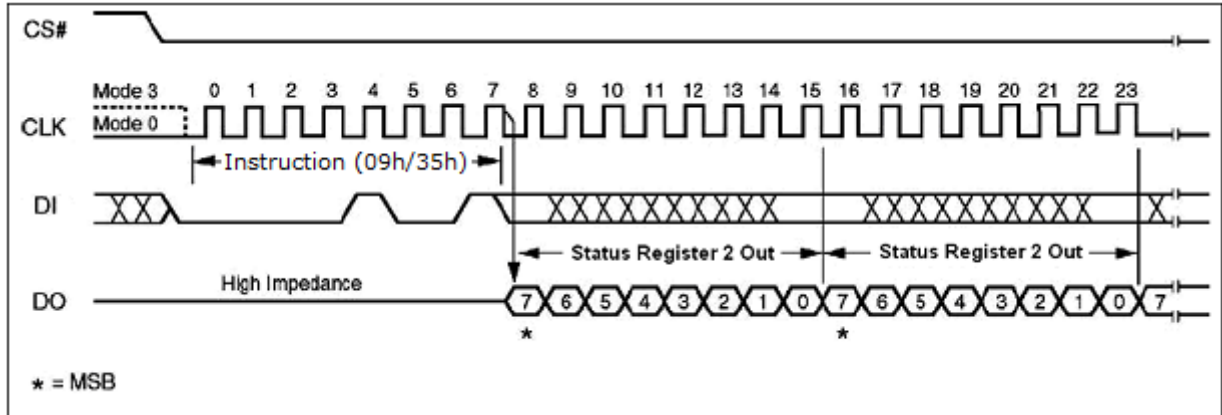 CS#
Mode 3 0 1 2 3 4 5 6 7 8 9 10 11 12 13 14 15 16 17 18 19 20 21 22 23
CLK Mode 0
Instruction (09h/35h)
DI
Status Register 2 Out Status Register 2 Out
High Impedance
DO 7 6 5 4 3 2 1 0 7 6 5 4 3 2 1 0 7
* *
* = MSB